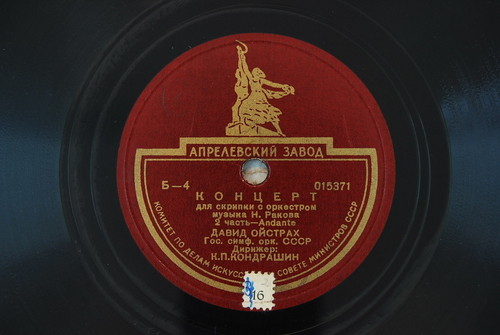 АПРЕЛЕВСКИЙ ЗАВОД
Б—4 015371
КОНЦЕРТ
для скрипки с оркестром
музыка Н. Ракова
2 часть—Andante
ДАВИД ОЙСТРАХ
Гос. симф. орк. СССР
Дирижер:
К.П.КОНДРАШИН
КОМИТЕТ ПО ДЕЛАМ ИСКУССТВ СОВЕТЕ МИНИСТРОВ СССР
16